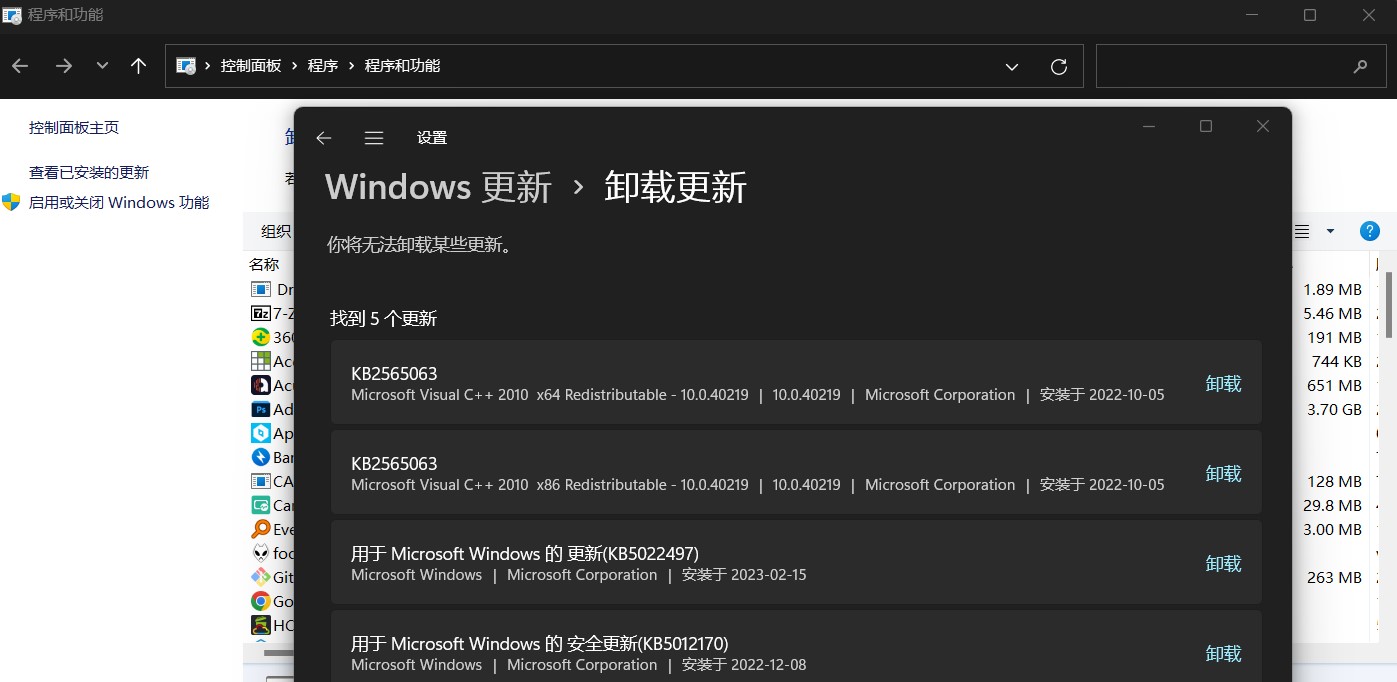 程序和功能
控制面板 程序 程序和功能
控制面板主页
查看已安装的更新
启用或关闭 Windows 功能
组织
名称
Dr
7-Z
360
Acc
Acr
Ad
Ap
Ban
CA
Car
Eve
foo
Git
Go
HC
设置
Windows 更新 › 卸载更新
你将无法卸载某些更新。
找到 5 个更新
KB2565063
Microsoft Visual C++ 2010 x64 Redistributable - 10.0.40219 | 10.0.40219 | Microsoft Corporation | 安装于 2022-10-05
卸载
KB2565063
Microsoft Visual C++ 2010 x86 Redistributable - 10.0.40219 | 10.0.40219 | Microsoft Corporation | 安装于 2022-10-05
卸载
用于 Microsoft Windows 的 更新(KB5022497)
Microsoft Windows | Microsoft Corporation | 安装于 2023-02-15
卸载
用于 Microsoft Windows 的 安全更新(KB5012170)
Microsoft Windows | Microsoft Corporation | 安装于 2022-12-08
卸载
1.89 MB
5.46 MB
191 MB
744 KB
651 MB
3.70 GB
128 MB
29.8 MB
3.00 MB
263 MB